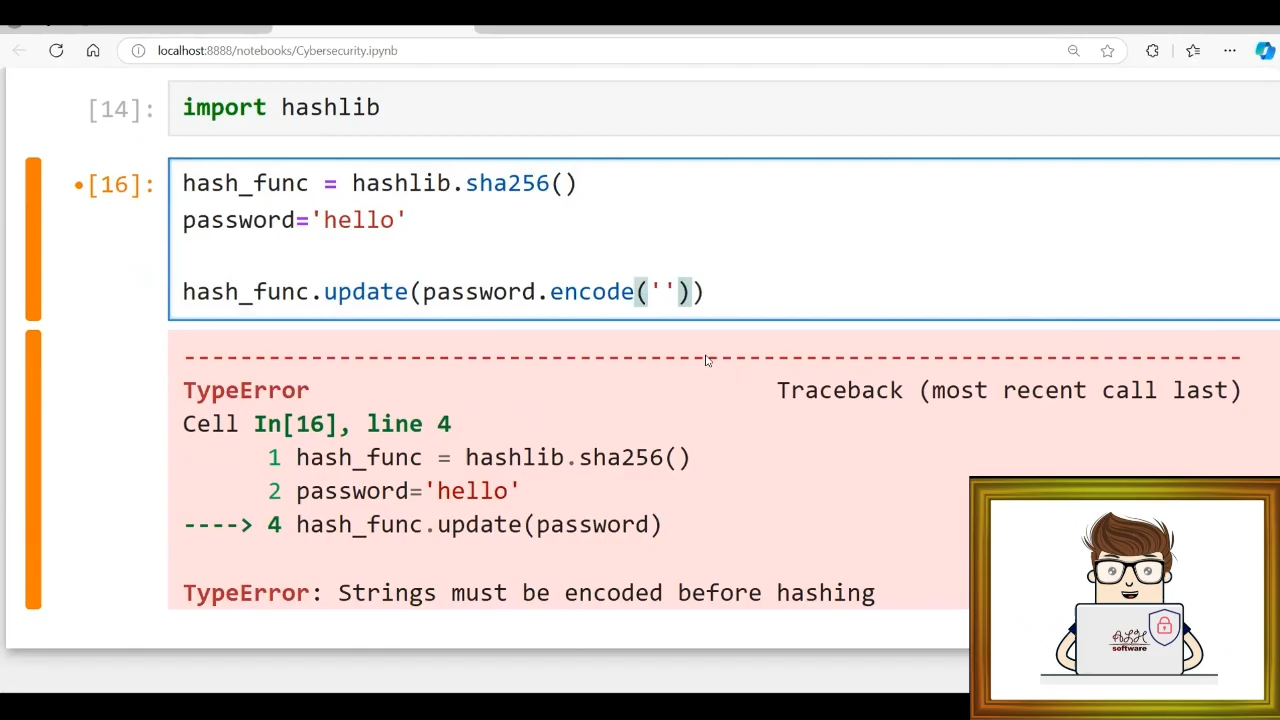 localhost:8888/notebooks/Cybersecurity.ipynb
[14]: import hashlib
•[16]: hash_func = hashlib.sha256()
password='hello'
hash_func.update(password.encode(''))
---------------------------------------------------------------------------
TypeError Traceback (most recent call last)
Cell In[16], line 4
1 hash_func = hashlib.sha256()
2 password='hello'
----> 4 hash_func.update(password)
TypeError: Strings must be encoded before hashing
software